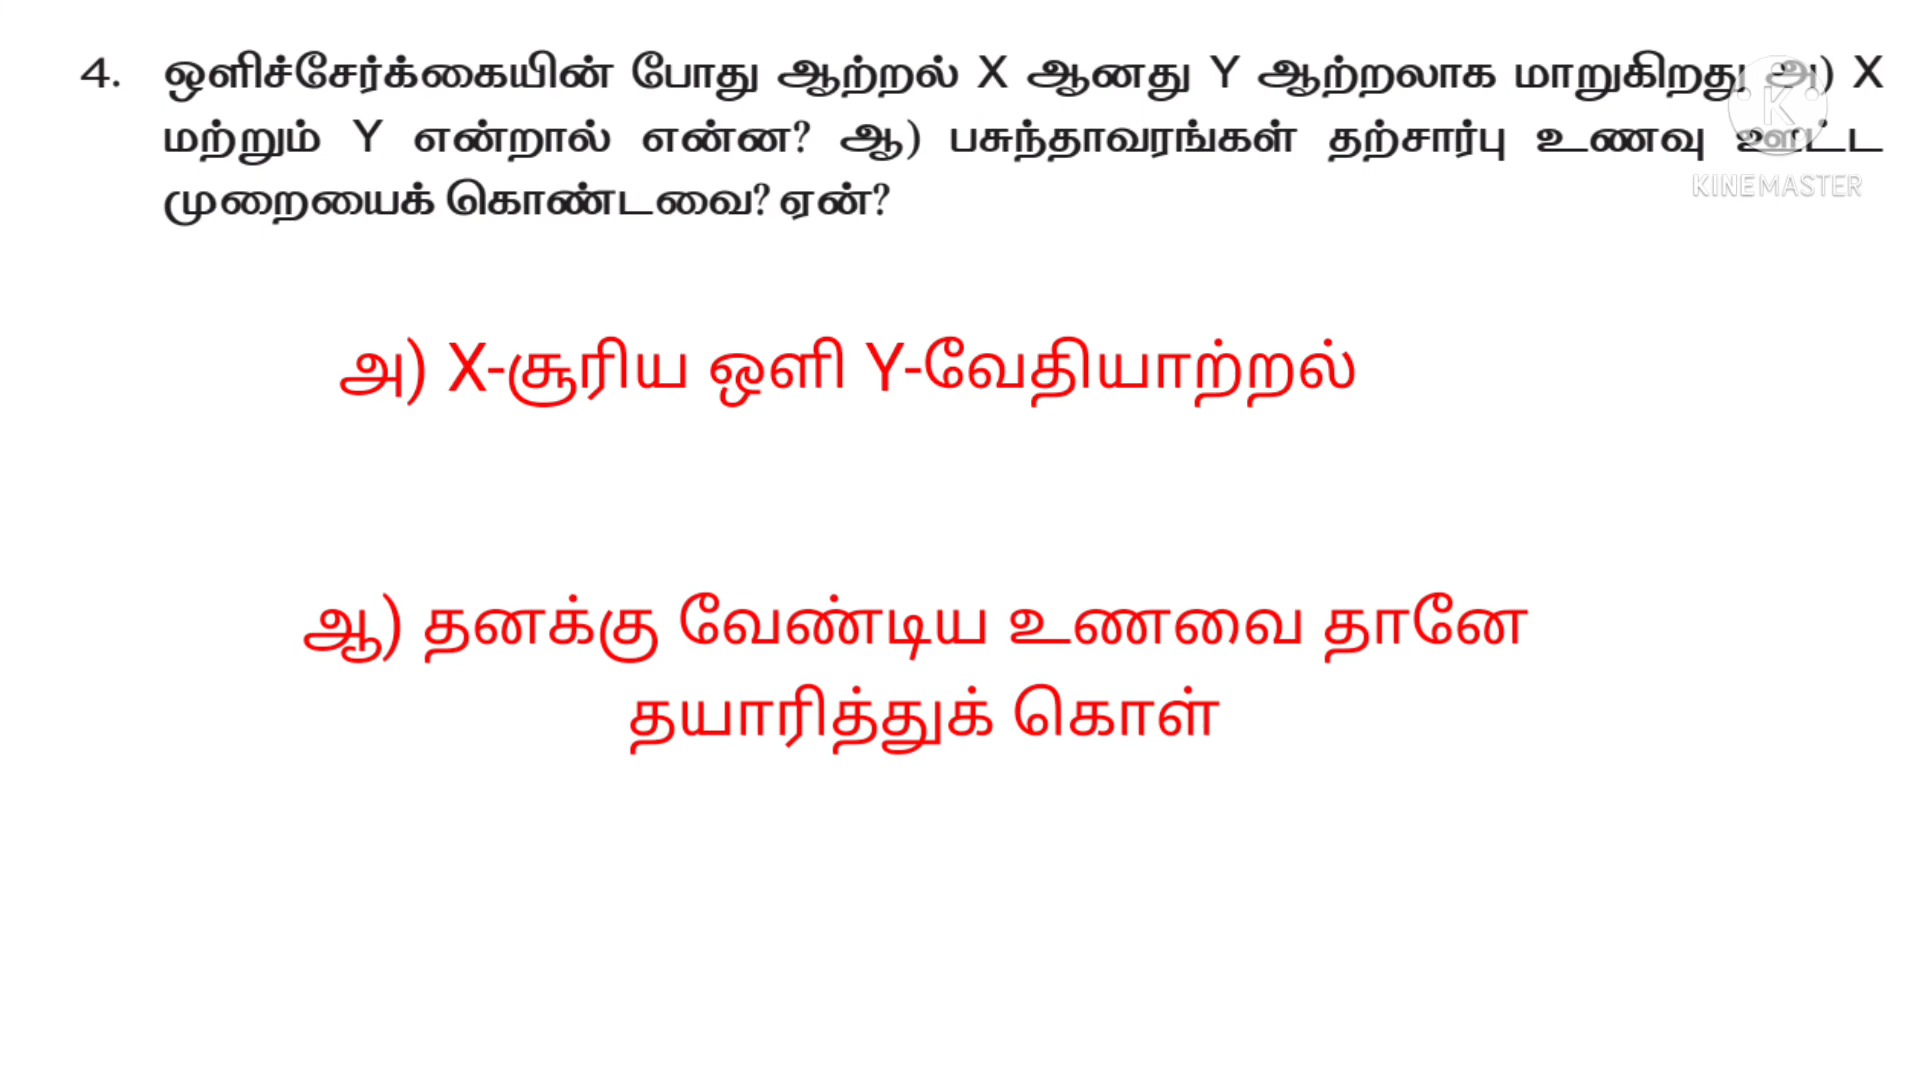 4. ஒளிச்சேர்க்கையின் போது ஆற்றல் X ஆனது Y ஆற்றலாக மாறுகிறது அ) X
மற்றும் Y என்றால் என்ன? ஆ) பசுந்தாவரங்கள் தற்சார்பு உணவு ஊட்ட
முறையைக் கொண்டவை? ஏன்?
KINEMASTER
அ) X-சூரிய ஒளி Y-வேதியாற்றல்
ஆ) தனக்கு வேண்டிய உணவை தானே
தயாரித்துக் கொள்